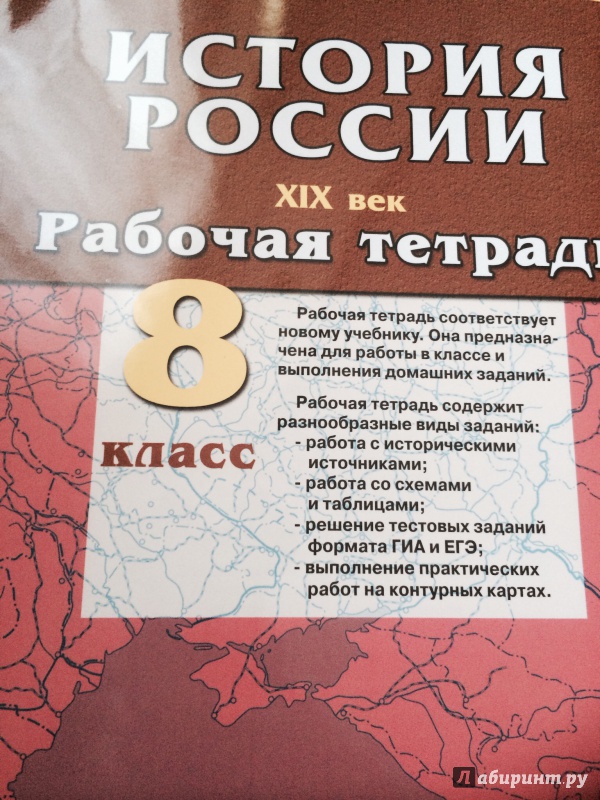 ИСТОРИЯ
РОССИИ
XIX век
Рабочая тетрадь
8
класс
Рабочая тетрадь соответствует
новому учебнику. Она предназна-
чена для работы в классе и
выполнения домашних заданий.
Рабочая тетрадь содержит
разнообразные виды заданий:
- работа с историческими
источниками;
- работа со схемами
и таблицами;
- решение тестовых заданий
формата ГИА и ЕГЭ;
- выполнение практических
работ на контурных картах.
Лабиринт.ру